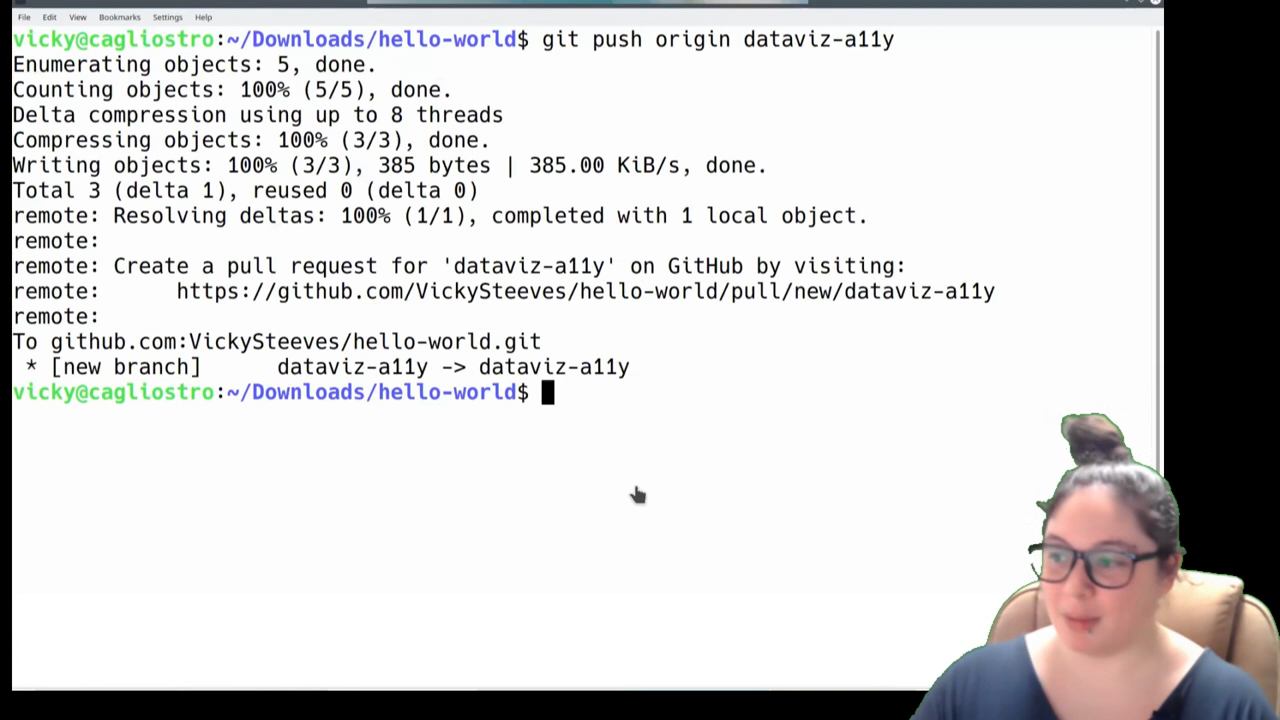 File Edit View Bookmarks Settings Help
vicky@cagliostro:~/Downloads/hello-world$ git push origin dataviz-a11y
Enumerating objects: 5, done.
Counting objects: 100% (5/5), done.
Delta compression using up to 8 threads
Compressing objects: 100% (3/3), done.
Writing objects: 100% (3/3), 385 bytes | 385.00 KiB/s, done.
Total 3 (delta 1), reused 0 (delta 0)
remote: Resolving deltas: 100% (1/1), completed with 1 local object.
remote:
remote: Create a pull request for 'dataviz-a11y' on GitHub by visiting:
remote:      https://github.com/VickySteeves/hello-world/pull/new/dataviz-a11y
remote:
To github.com:VickySteeves/hello-world.git
 * [new branch]      dataviz-a11y -> dataviz-a11y
vicky@cagliostro:~/Downloads/hello-world$